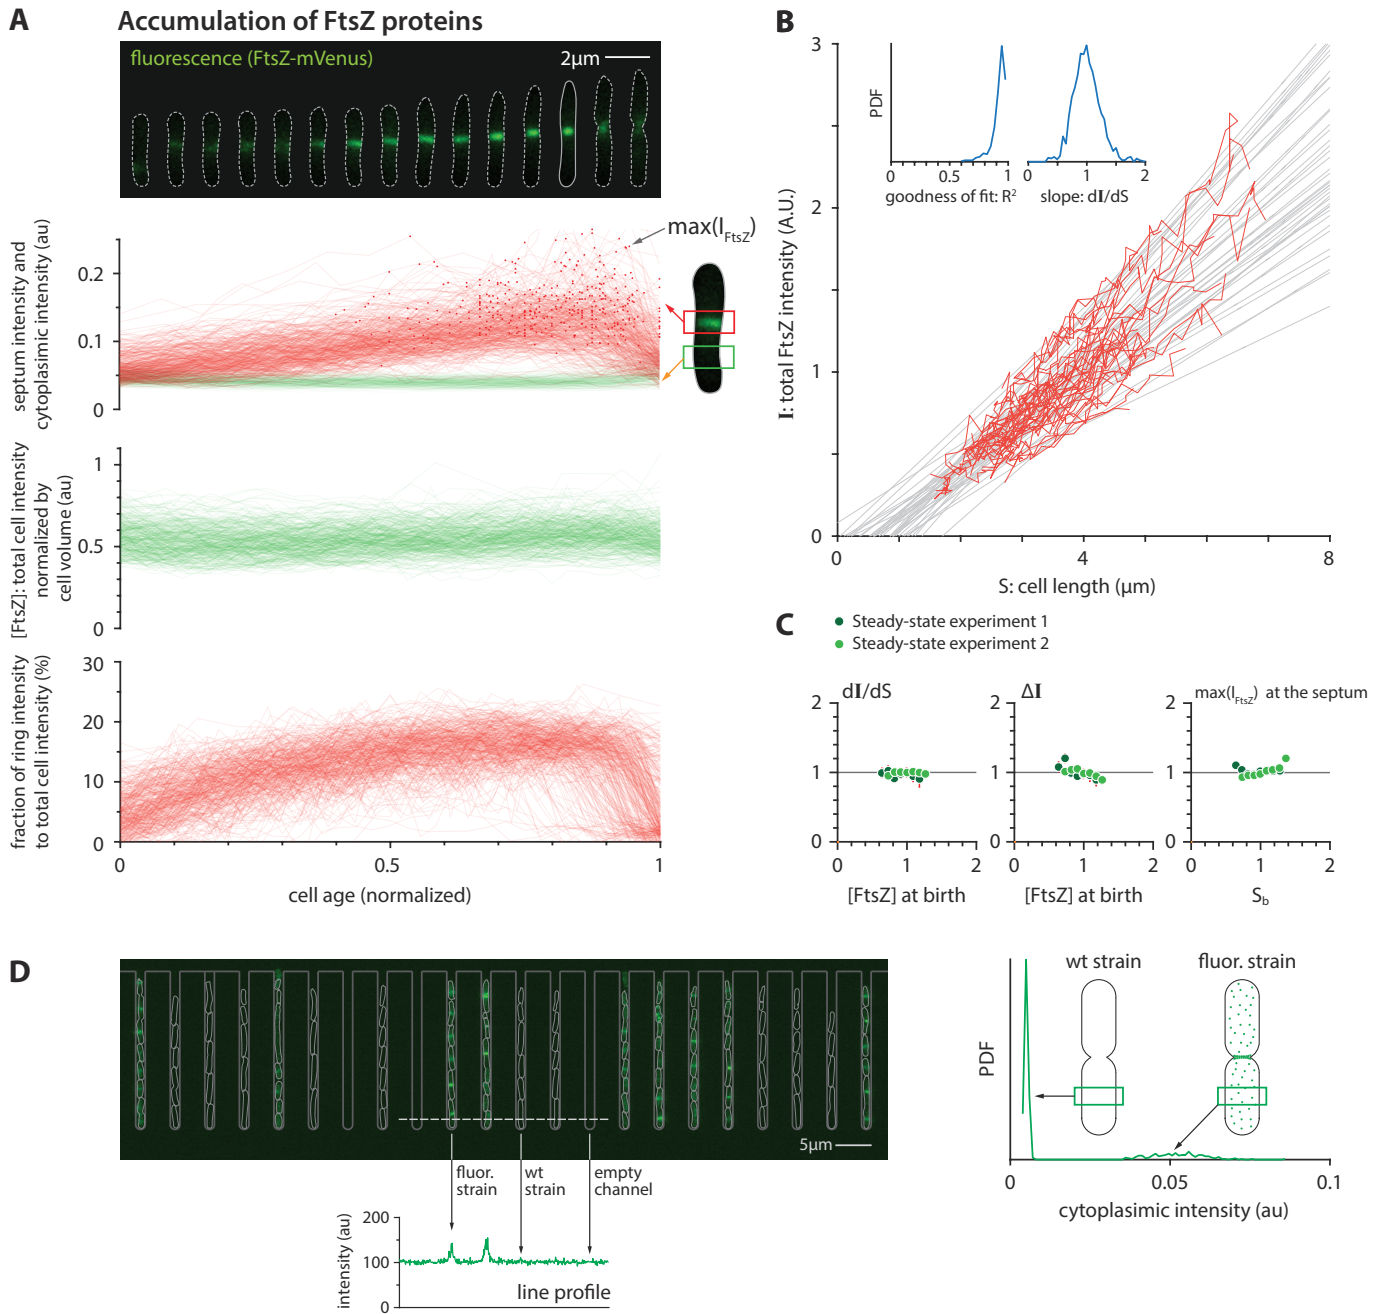 A
Accumulation of FtsZ proteins
fluorescence (FtsZ-mVenus)
2μm
septum intensity and
cytoplasimic intensity (au)
0.2
0.1
0
max(I_FtsZ)
[FtsZ]: total cell intensity
normalized by
cell volume (au)
1
0.5
0
fraction of ring intensity
to total cell intensity (%)
30
20
10
0
0
0.5
1
cell age (normalized)
B
I: total FtsZ intensity (A.U.)
3
2
1
0
0
4
8
S: cell length (μm)
PDF
0
0.5
1
goodness of fit: R²
0
1
2
slope: dI/dS
C
Steady-state experiment 1
Steady-state experiment 2
dI/dS
2
1
0
0
1
2
[FtsZ] at birth
ΔI
2
1
0
0
1
2
[FtsZ] at birth
max(I_FtsZ) at the septum
2
1
0
0
1
2
S_b
D
5μm
fluor.
strain
wt
strain
empty
channel
intensity (au)
200
100
0
line profile
PDF
wt strain
fluor. strain
0
0.05
0.1
cytoplasimic intensity (au)